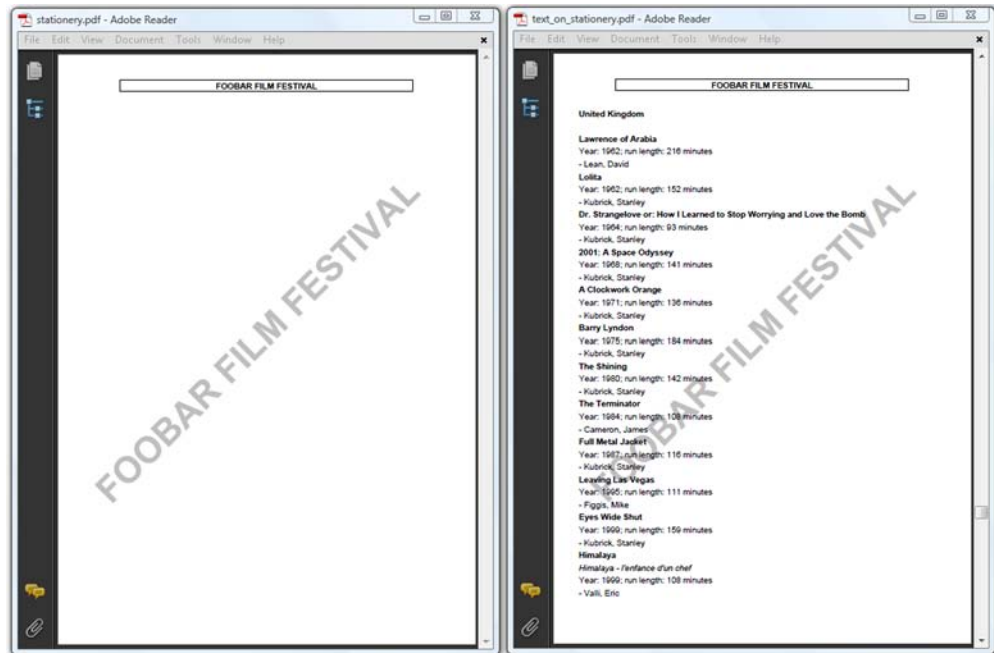 stationery.pdf - Adobe Reader
File Edit View Document Tools Window Help
FOOBAR FILM FESTIVAL
FOOBAR FILM FESTIVAL
text_on_stationery.pdf - Adobe Reader
File Edit View Document Tools Window Help
FOOBAR FILM FESTIVAL
United Kingdom
Lawrence of Arabia
Year: 1962; run length: 216 minutes
- Lean, David
Lolita
Year: 1962; run length: 152 minutes
- Kubrick, Stanley
Dr. Strangelove or: How I Learned to Stop Worrying and Love the Bomb
Year: 1964; run length: 93 minutes
- Kubrick, Stanley
2001: A Space Odyssey
Year: 1968; run length: 141 minutes
- Kubrick, Stanley
A Clockwork Orange
Year: 1971; run length: 136 minutes
- Kubrick, Stanley
Barry Lyndon
Year: 1975; run length: 184 minutes
- Kubrick, Stanley
The Shining
Year: 1980; run length: 142 minutes
- Kubrick, Stanley
The Terminator
Year: 1984; run length: 108 minutes
- Cameron, James
Full Metal Jacket
Year: 1987; run length: 116 minutes
- Kubrick, Stanley
Leaving Las Vegas
Year: 1995; run length: 111 minutes
- Figgis, Mike
Eyes Wide Shut
Year: 1999; run length: 159 minutes
- Kubrick, Stanley
Himalaya
Himalaya - l'enfance d'un chef
Year: 1999; run length: 108 minutes
- Valli, Eric
FOOBAR FILM FESTIVAL